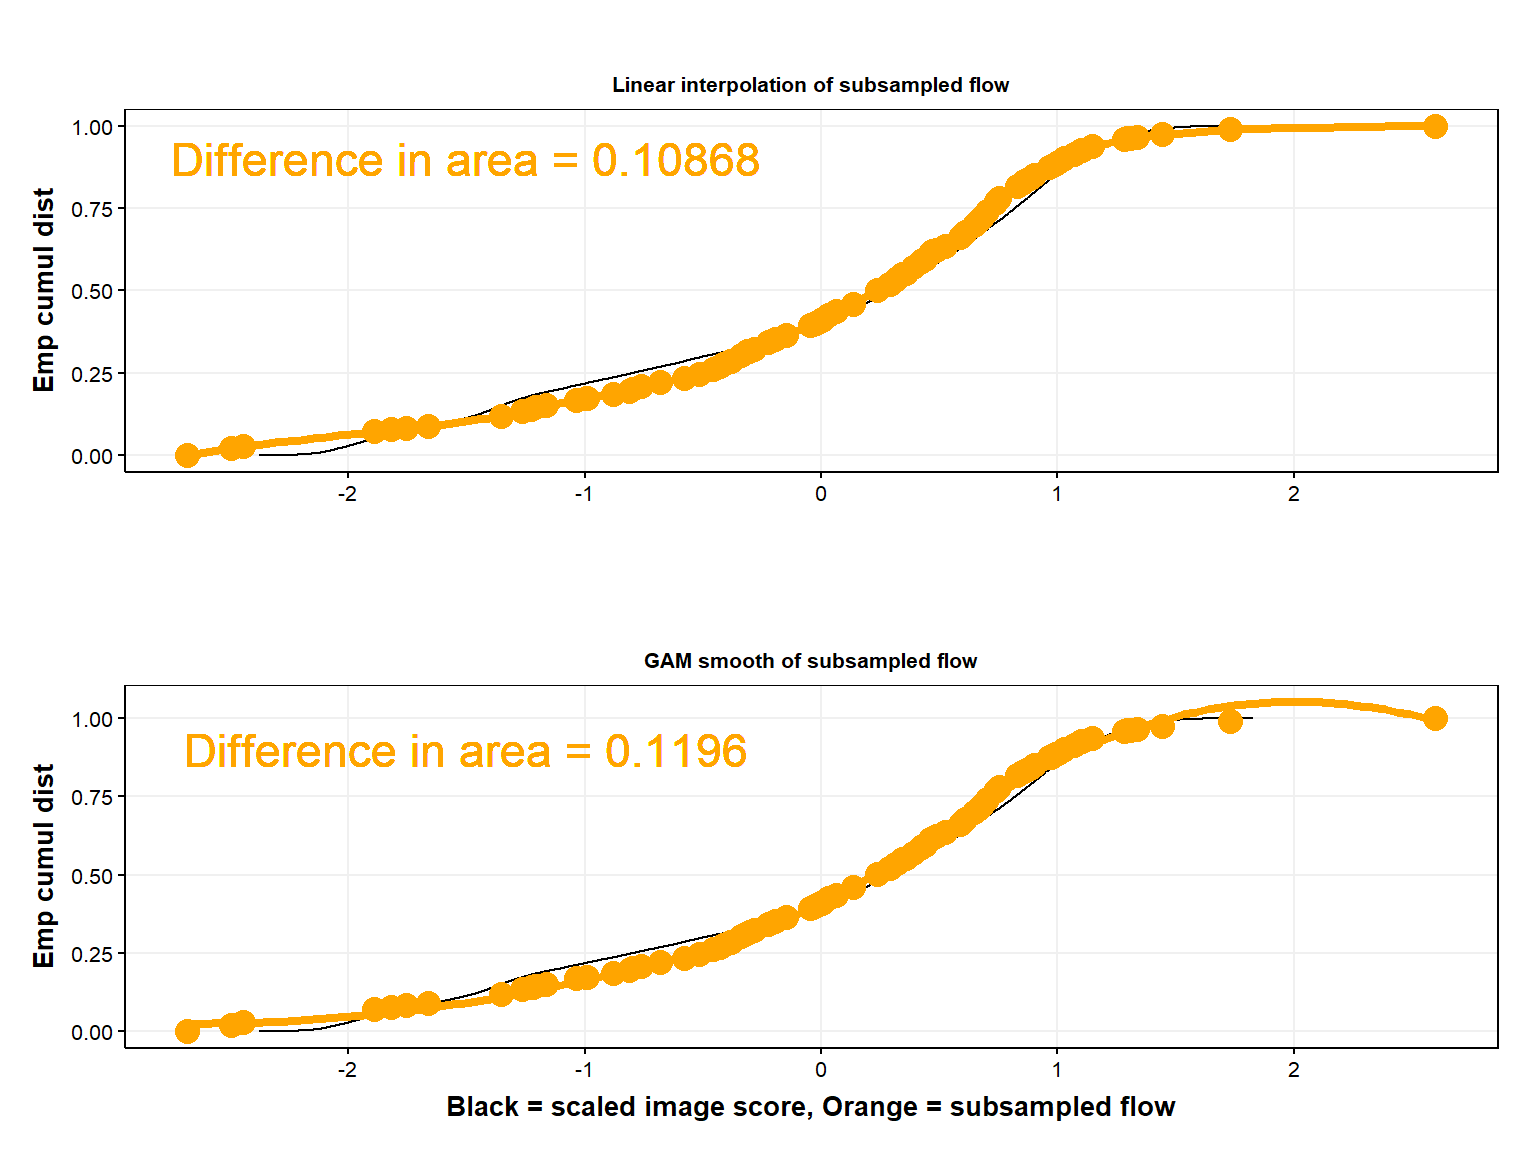 Linear interpolation of subsampled flow
Difference in area = 0.10868
Emp cumul dist
1.00
0.75
0.50
0.25
0.00
-2
-1
0
1
2
GAM smooth of subsampled flow
Difference in area = 0.1196
Emp cumul dist
1.00
0.75
0.50
0.25
0.00
-2
-1
0
1
2
Black = scaled image score, Orange = subsampled flow